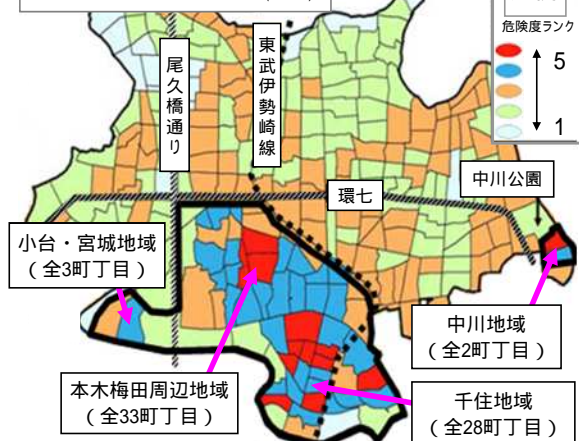 危険度ランク
5
1
尾久橋通り
東武伊勢崎線
環七
中川公園
小台・宮城地域
（全3町丁目）
中川地域
（全2町丁目）
本木梅田周辺地域
（全33町丁目）
千住地域
（全28町丁目）